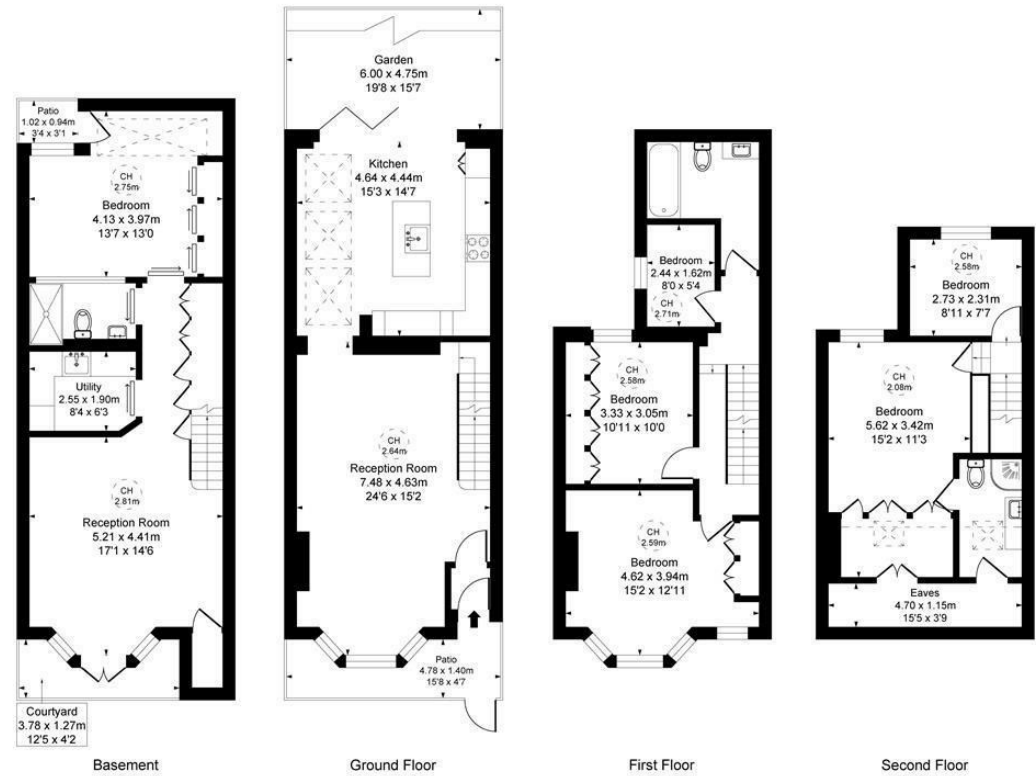 Patio
1.02 x 0.94m
3'4 x 3'1
CH
2.75m
Bedroom
4.13 x 3.97m
13'7 x 13'0
Utility
2.55 x 1.90m
8'4 x 6'3
CH
2.81m
Reception Room
5.21 x 4.41m
17'1 x 14'6
Courtyard
3.78 x 1.27m
12'5 x 4'2
Basement
Garden
6.00 x 4.75m
19'8 x 15'7
Kitchen
4.64 x 4.44m
15'3 x 14'7
CH
2.64m
Reception Room
7.48 x 4.63m
24'6 x 15'2
Patio
4.78 x 1.40m
15'8 x 4'7
Ground Floor
Bedroom
2.44 x 1.62m
8'0 x 5'4
CH
2.71m
CH
2.58m
Bedroom
3.33 x 3.05m
10'11 x 10'0
CH
2.59m
Bedroom
4.62 x 3.94m
15'2 x 12'11
First Floor
CH
2.58m
Bedroom
2.73 x 2.31m
8'11 x 7'7
CH
2.08m
Bedroom
5.62 x 3.42m
15'2 x 11'3
Eaves
4.70 x 1.15m
15'5 x 3'9
Second Floor